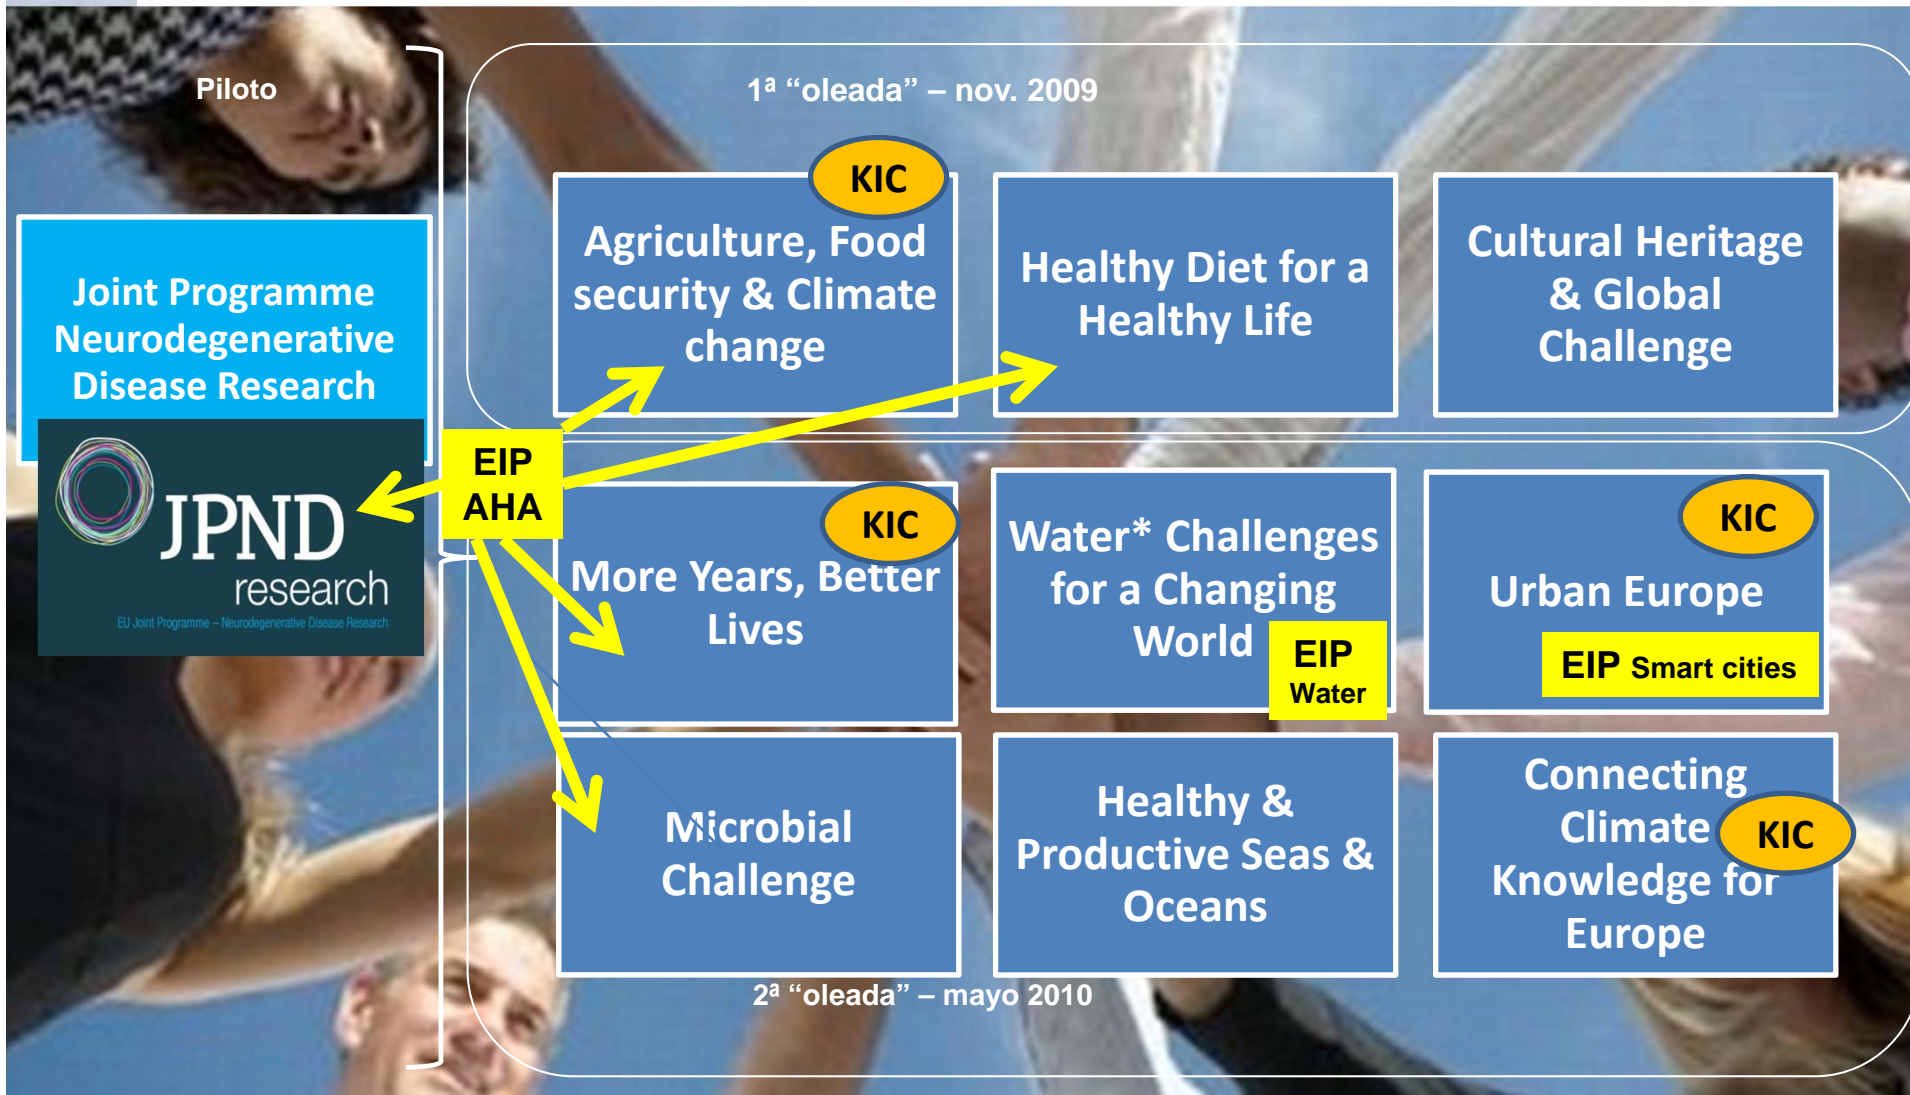 Piloto
1ª “oleada” – nov. 2009
Joint Programme
Neurodegenerative
Disease Research
JPND
research
EU Joint Programme – Neurodegenerative Disease Research
EIP
AHA
KIC
Agriculture, Food
security & Climate
change
Healthy Diet for a
Healthy Life
Cultural Heritage
& Global
Challenge
KIC
More Years, Better
Lives
Water* Challenges
for a Changing
World
EIP
Water
KIC
Urban Europe
EIP Smart cities
Microbial
Challenge
Healthy &
Productive Seas &
Oceans
Connecting
Climate
Knowledge for
Europe
KIC
2ª “oleada” – mayo 2010